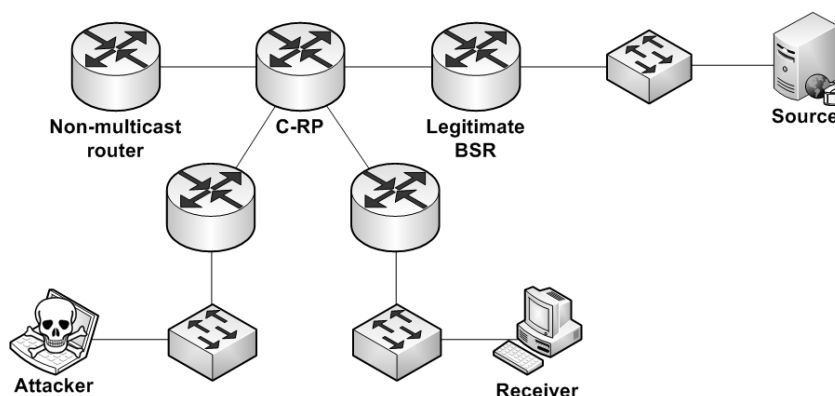 Non-multicast
router
C-RP
Legitimate
BSR
Source
Attacker
Receiver